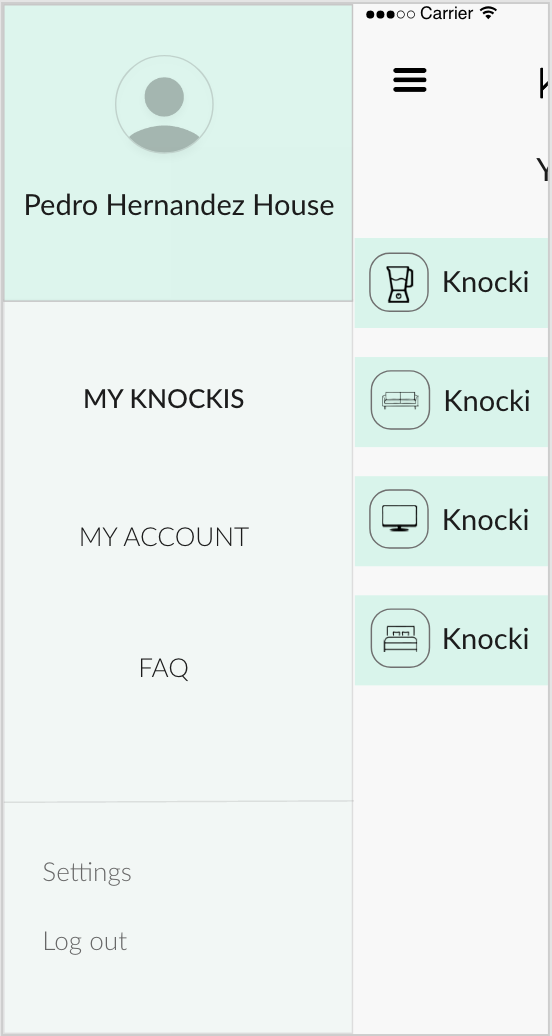 Carrier
Pedro Hernandez House
MY KNOCKIS
MY ACCOUNT
FAQ
Settings
Log out
K
Y
Knocki
Knocki
Knocki
Knocki